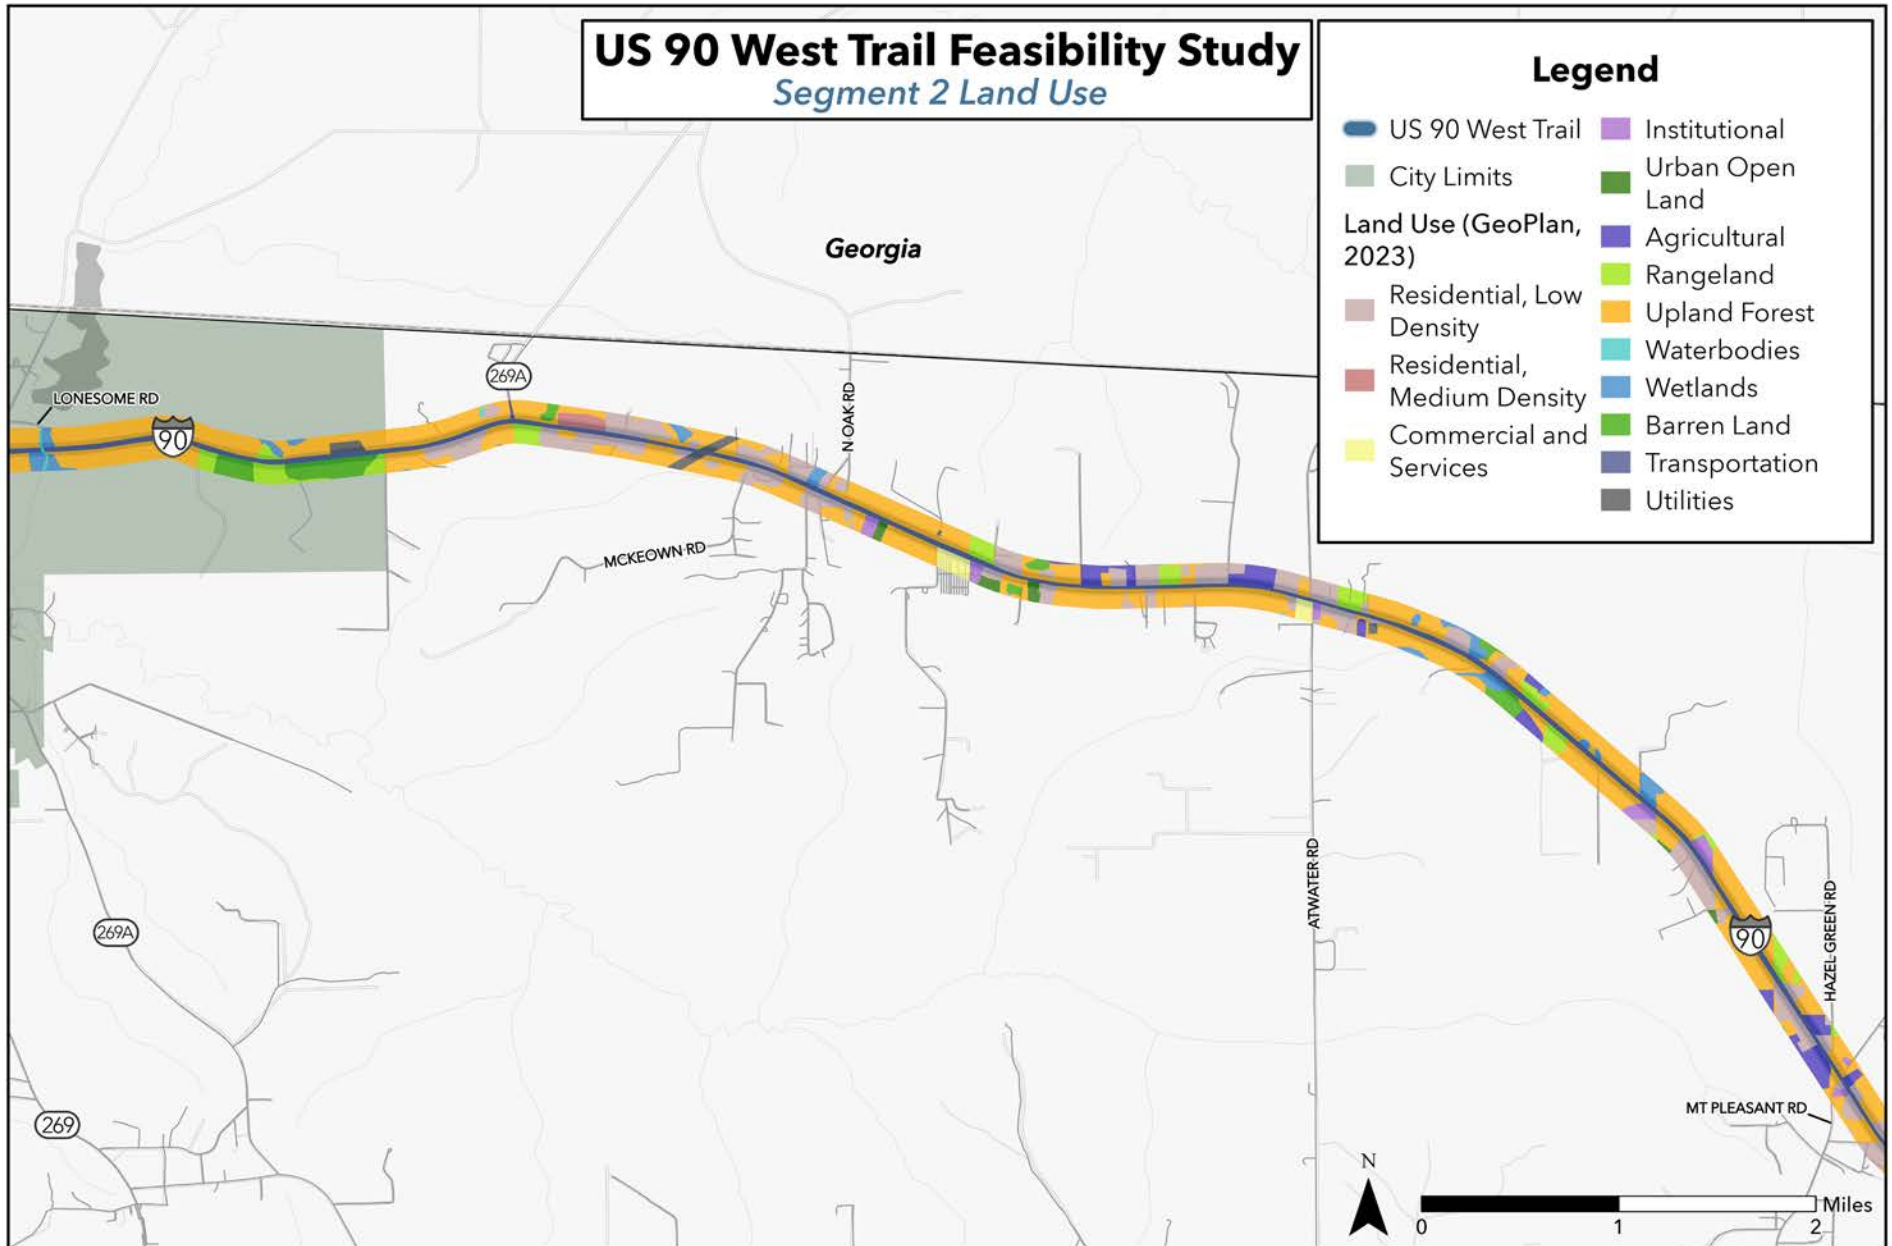 US 90 West Trail Feasibility Study
Segment 2 Land Use
Legend
US 90 West Trail
City Limits
Land Use (GeoPlan,
2023)
Residential, Low
Density
Residential,
Medium Density
Commercial and
Services
Institutional
Urban Open
Land
Agricultural
Rangeland
Upland Forest
Waterbodies
Wetlands
Barren Land
Transportation
Utilities
Georgia
269A
LONESOME RD
90
N OAK RD
MCKEOWN RD
ATWATER RD
269A
HAZEL GREEN RD
90
MT PLEASANT RD
269
N
Miles
0 1 2